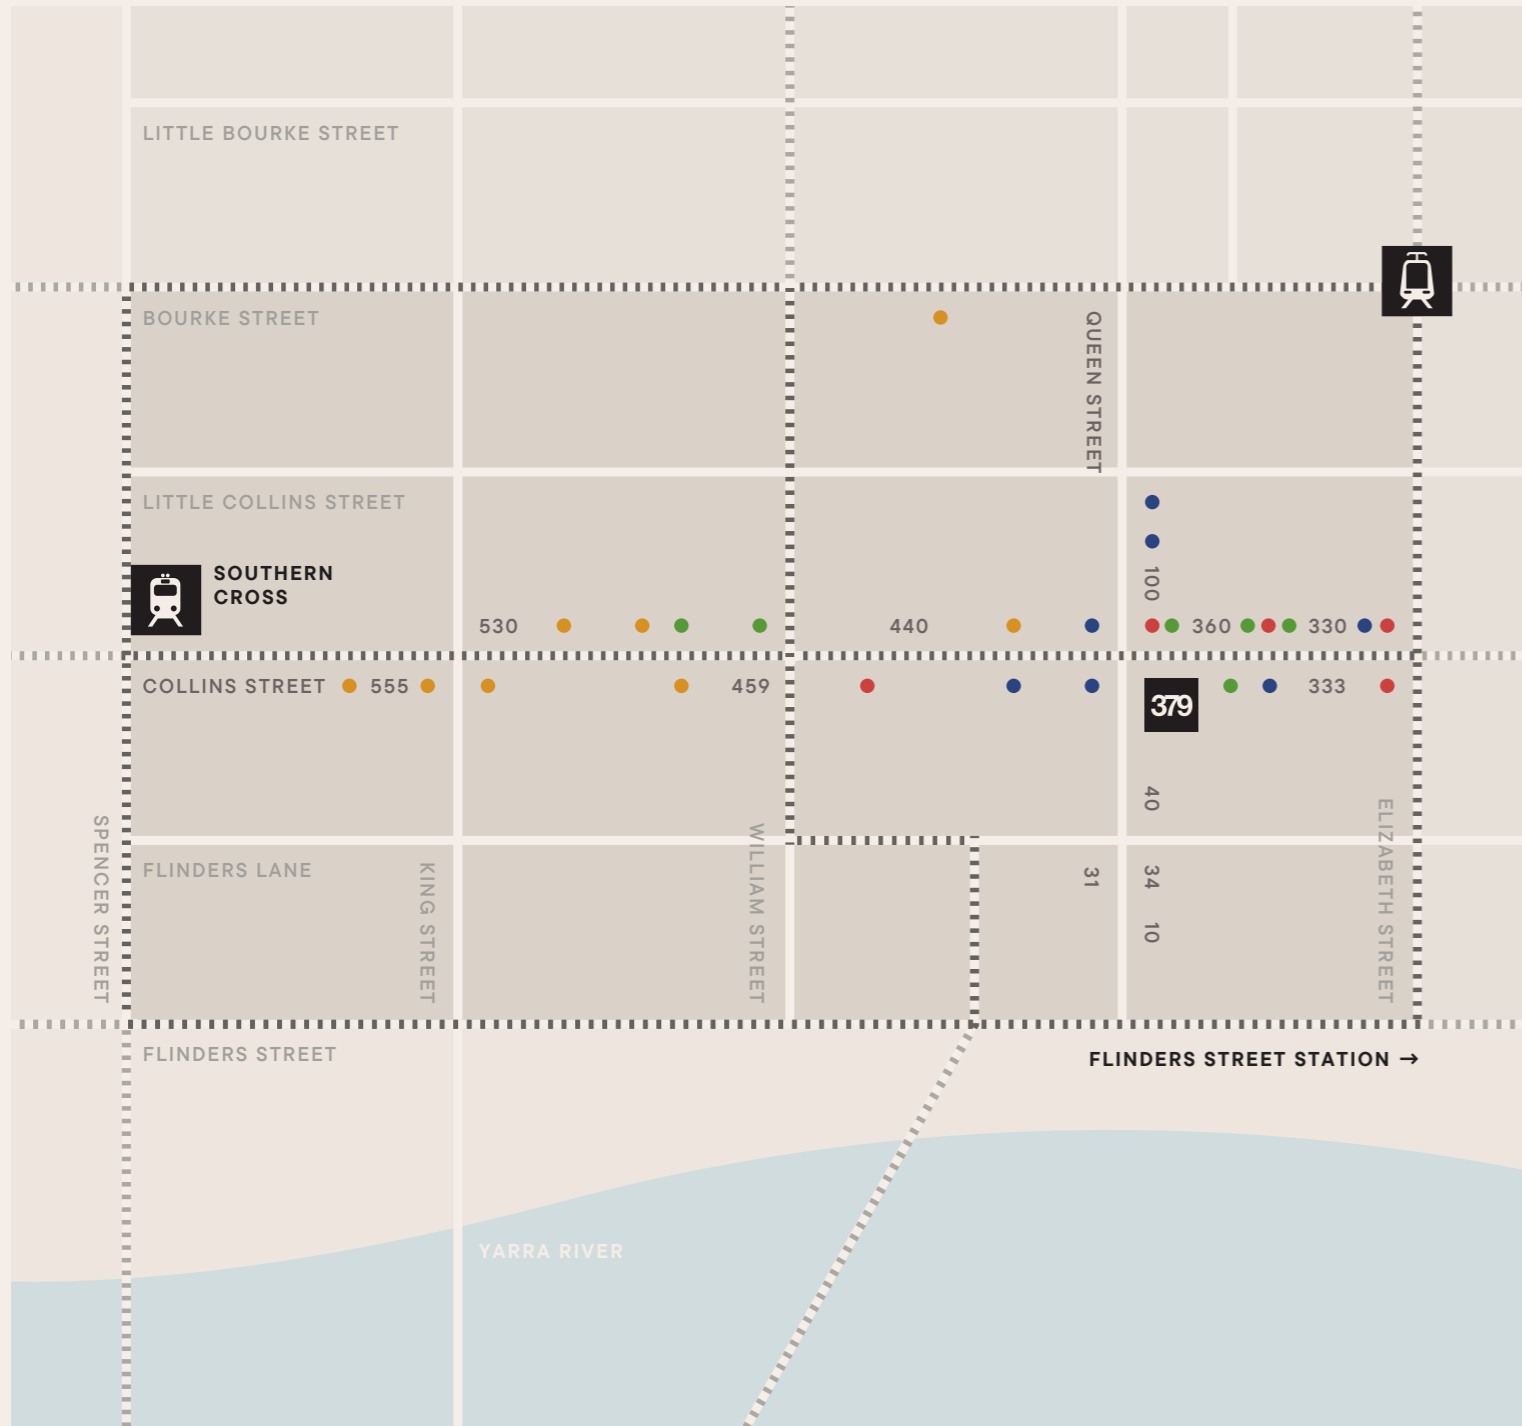 LITTLE BOURKE STREET
BOURKE STREET
QUEEN STREET
LITTLE COLLINS STREET
SOUTHERN
CROSS
100
530
440
360
330
COLLINS STREET
555
459
379
333
40
SPENCER STREET
WILLIAM STREET
ELIZABETH STREET
FLINDERS LANE
KING STREET
31
34
10
FLINDERS STREET
FLINDERS STREET STATION →
YARRA RIVER